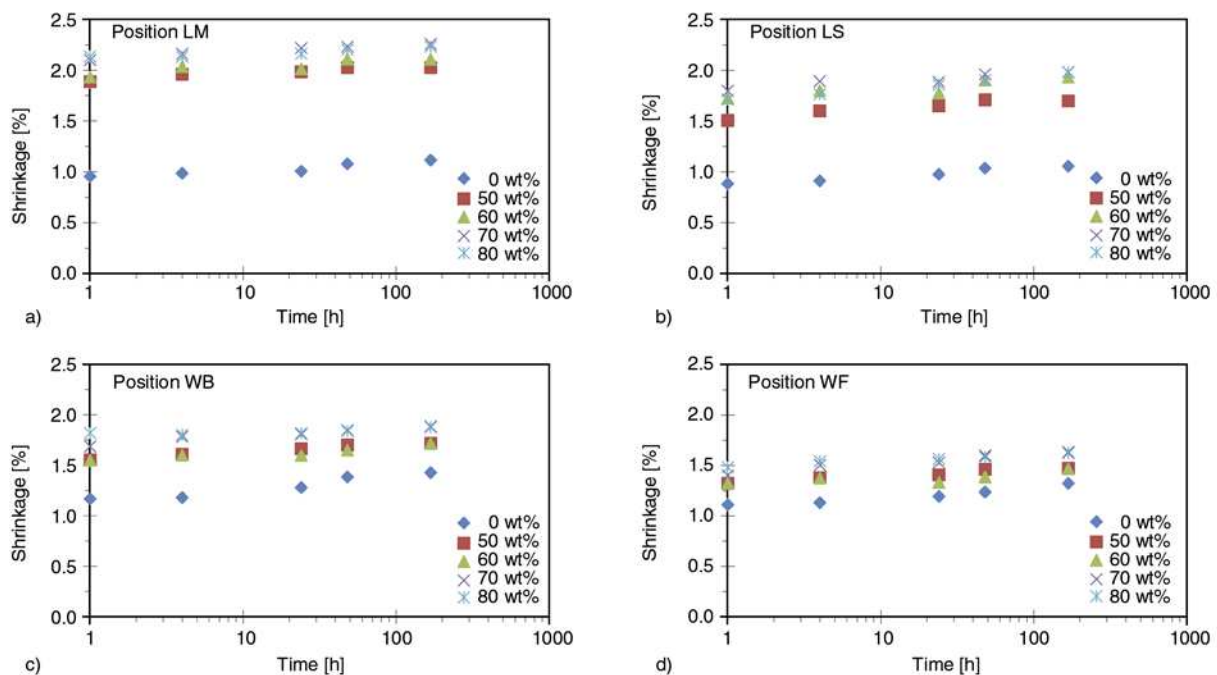 Position LM
Shrinkage [%]
2.5
2.0
1.5
1.0
0.5
0.0
0 wt%
50 wt%
60 wt%
70 wt%
80 wt%
1
10
100
1000
Time [h]
a)
Position LS
Shrinkage [%]
2.5
2.0
1.5
1.0
0.5
0.0
0 wt%
50 wt%
60 wt%
70 wt%
80 wt%
1
10
100
1000
Time [h]
b)
Position WB
Shrinkage [%]
2.5
2.0
1.5
1.0
0.5
0.0
0 wt%
50 wt%
60 wt%
70 wt%
80 wt%
1
10
100
1000
Time [h]
c)
Position WF
Shrinkage [%]
2.5
2.0
1.5
1.0
0.5
0.0
0 wt%
50 wt%
60 wt%
70 wt%
80 wt%
1
10
100
1000
Time [h]
d)